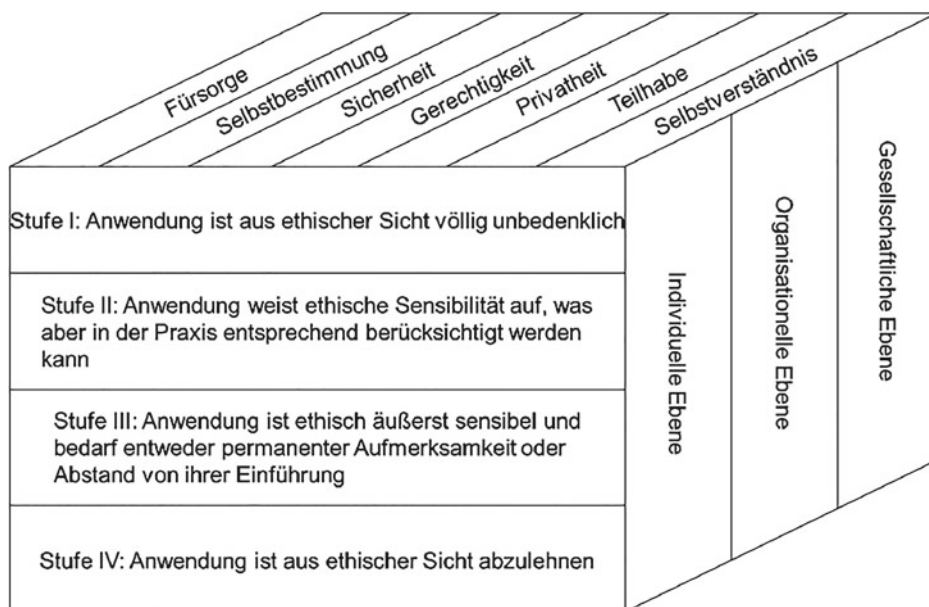 Fürsorge
Selbstbestimmung
Sicherheit
Gerechtigkeit
Privatheit
Teilhabe
Selbstverständnis
Stufe I: Anwendung ist aus ethischer Sicht völlig unbedenklich
Stufe II: Anwendung weist ethische Sensibilität auf, was
aber in der Praxis entsprechend berücksichtigt werden
kann
Stufe III: Anwendung ist ethisch äußerst sensibel und
bedarf entweder permanenter Aufmerksamkeit oder
Abstand von ihrer Einführung
Stufe IV: Anwendung ist aus ethischer Sicht abzulehnen
Individuelle Ebene
Organisationelle Ebene
Gesellschaftliche Ebene